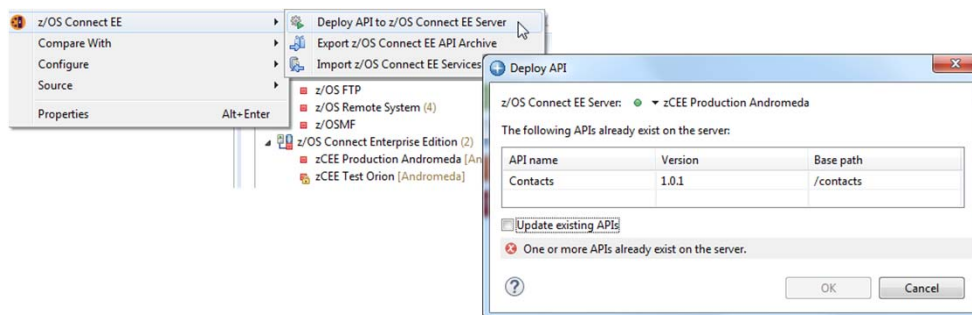 z/OS Connect EE
Compare With
Configure
Source
Properties Alt+Enter
Deploy API to z/OS Connect EE Server
Export z/OS Connect EE API Archive
Import z/OS Connect EE Services
z/OS FTP
z/OS Remote System (4)
z/OSMF
z/OS Connect Enterprise Edition (2)
zCEE Production Andromeda [An
zCEE Test Orion [Andromeda]
Deploy API
z/OS Connect EE Server: zCEE Production Andromeda
The following APIs already exist on the server:
API name Version Base path
Contacts 1.0.1 /contacts
Update existing APIs
One or more APIs already exist on the server.
OK Cancel